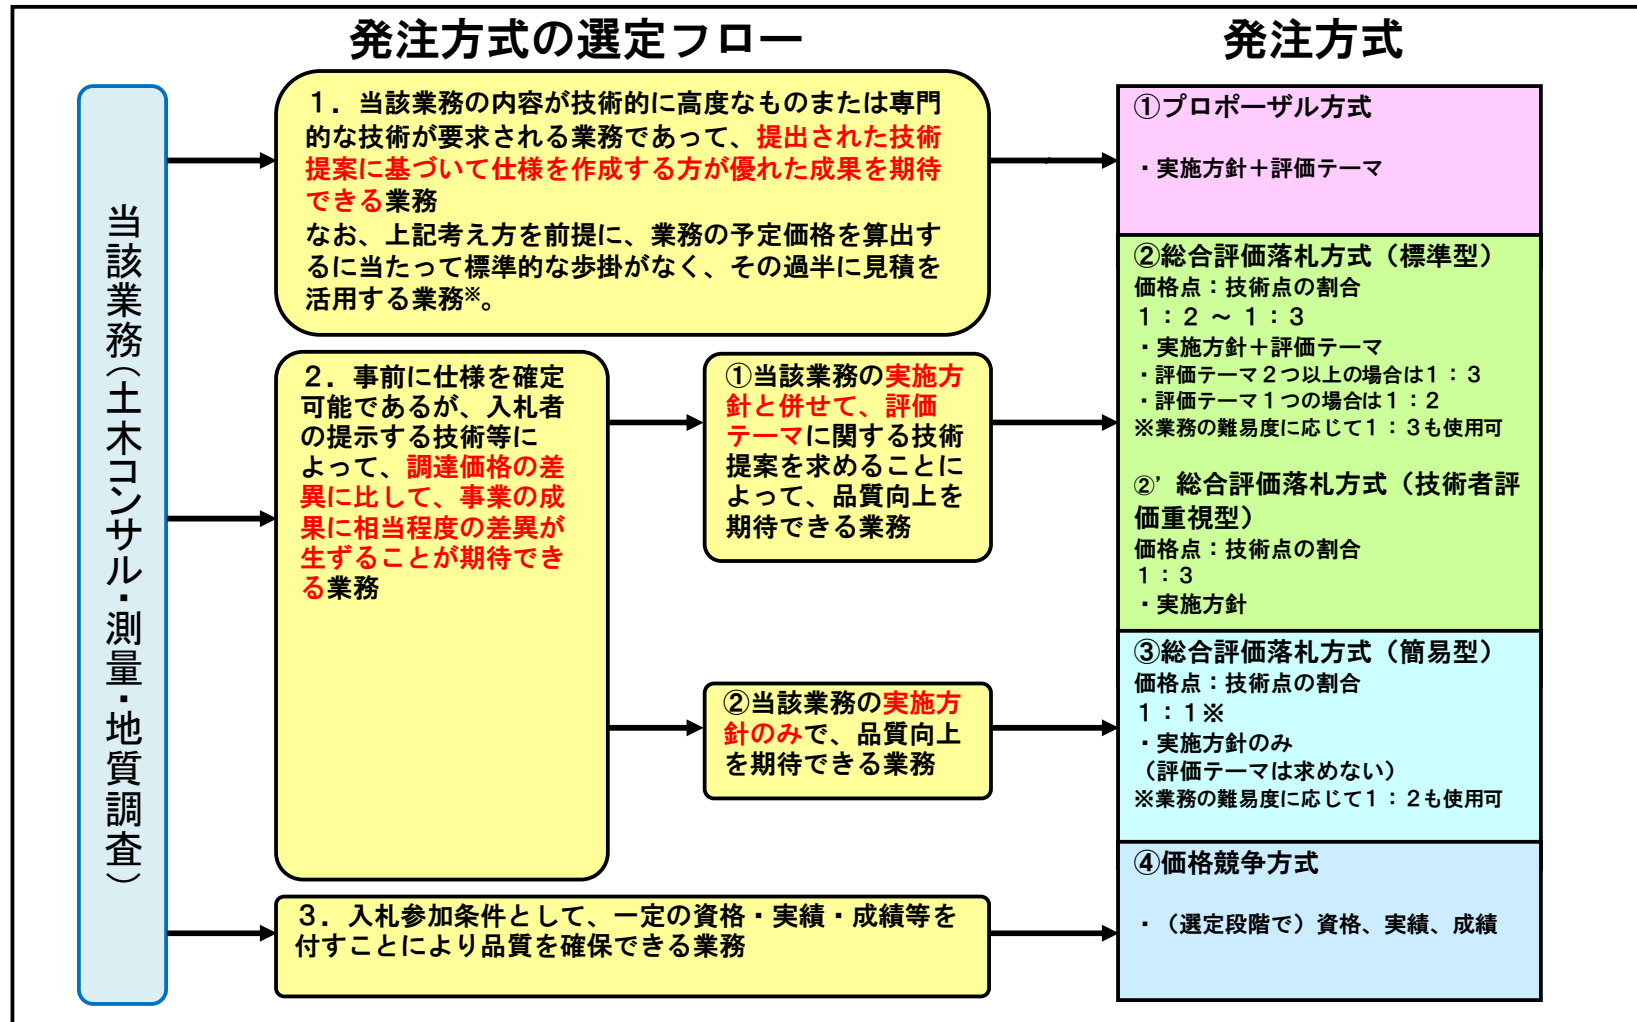 発注方式の選定フロー
発注方式
当該業務（土木コンサル・測量・地質調査）
１．当該業務の内容が技術的に高度なものまたは専門
的な技術が要求される業務であって、提出された技術
提案に基づいて仕様を作成する方が優れた成果を期待
できる業務
なお、上記考え方を前提に、業務の予定価格を算出す
るに当たって標準的な歩掛がなく、その過半に見積を
活用する業務※。
２．事前に仕様を確定
可能であるが、入札者
の提示する技術等に
よって、調達価格の差
異に比して、事業の成
果に相当程度の差異が
生ずることが期待でき
る業務
①当該業務の実施方
針と併せて、評価
テーマに関する技術
提案を求めることに
よって、品質向上を
期待できる業務
②当該業務の実施方
針のみで、品質向上
を期待できる業務
３．入札参加条件として、一定の資格・実績・成績等を
付すことにより品質を確保できる業務
①プロポーザル方式
・実施方針＋評価テーマ
②総合評価落札方式（標準型）
価格点：技術点の割合
１：２ ～ １：３
・実施方針＋評価テーマ
・評価テーマ２つ以上の場合は１：３
・評価テーマ１つの場合は１：２
※業務の難易度に応じて１：３も使用可
②’ 総合評価落札方式（技術者評
価重視型）
価格点：技術点の割合
１：３
・実施方針
③総合評価落札方式（簡易型）
価格点：技術点の割合
１：１※
・実施方針のみ
（評価テーマは求めない）
※業務の難易度に応じて１：２も使用可
④価格競争方式
・（選定段階で）資格、実績、成績